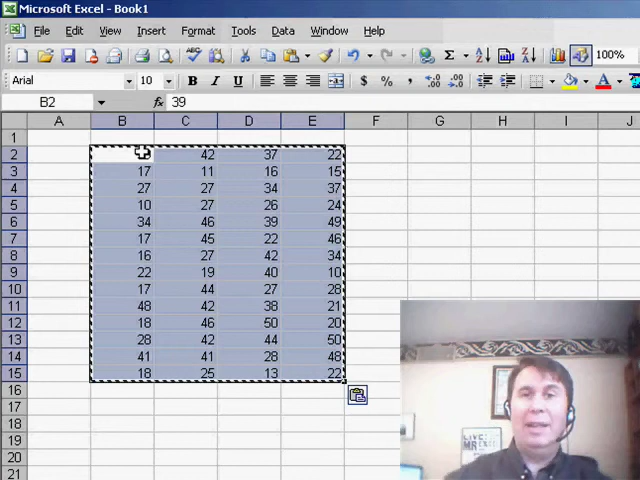 Microsoft Excel - Book1
File Edit View Insert Format Tools Data Window Help
Σ 100%
Arial 10 B I U $ % ,
B2 fx 39
A B C D E F G H I J
1
2 42 37 22
3 17 11 16 15
4 27 27 34 37
5 10 27 26 24
6 34 46 39 49
7 17 45 22 46
8 16 27 42 34
9 22 19 40 10
10 17 44 27 28
11 48 42 38 21
12 18 46 50 20
13 28 42 44 50
14 41 41 28 48
15 18 25 13 22
16
17
18
19
20
21
LIVE: